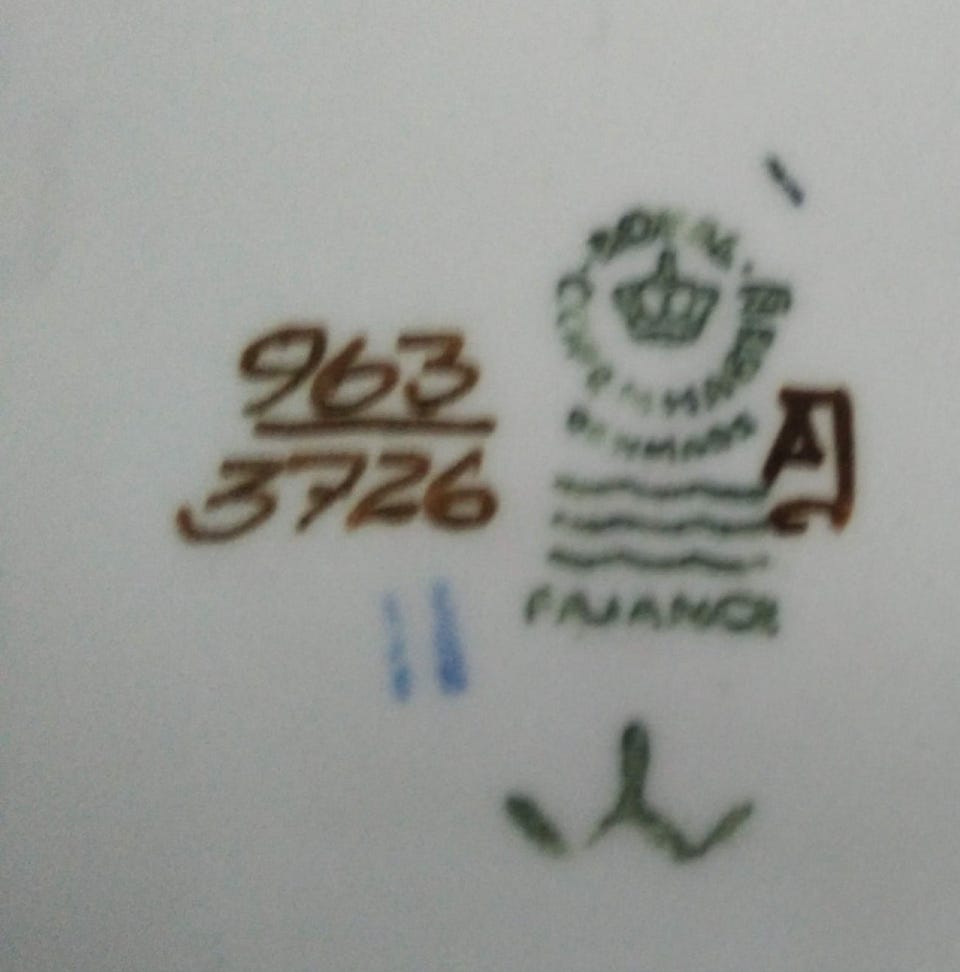 963
3726
ROYAL
COPENHAGEN
DENMARK
FAJANCE